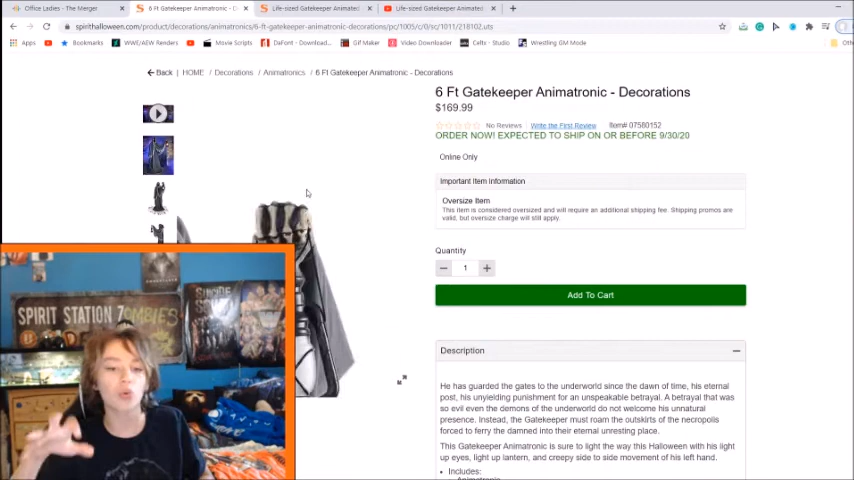 Office Ladies - The Merger
6 Ft Gatekeeper Animatronic - D
Life-sized Gatekeeper Animated
Life-sized Gatekeeper Animated
spirithalloween.com/product/decorations/animatronics/6-ft-gatekeeper-animatronic-decorations/pc/1005/c/0/sc/1011/218102.uts
Apps
Bookmarks
WWE/AEW Renders
Movie Scripts
DaFont - Download...
Gif Maker
Video Downloader
Celtx - Studio
Wrestling GM Mode
Other
Back | HOME / Decorations / Animatronics / 6 Ft Gatekeeper Animatronic - Decorations
6 Ft Gatekeeper Animatronic - Decorations
$169.99
No Reviews Write the First Review Item# 07580152
ORDER NOW! EXPECTED TO SHIP ON OR BEFORE 9/30/20
Online Only
Important Item Information
Oversize Item
This item is considered oversized and will require an additional shipping fee. Shipping promos are
valid, but oversize charge will still apply.
Quantity
1
Add To Cart
Description
He has guarded the gates to the underworld since the dawn of time, his eternal
post, his unyielding punishment for an unspeakable betrayal. A betrayal that was
so evil even the demons of the underworld do not welcome his unnatural
presence. Instead, the Gatekeeper must roam the outskirts of the necropolis
forced to ferry the damned into their eternal unresting place.
This Gatekeeper Animatronic is sure to light the way this Halloween with his light
up eyes, light up lantern, and creepy side to side movement of his left hand.
Includes:
Animatronic
SPIRIT STATION ZOMBIES
SUICIDE